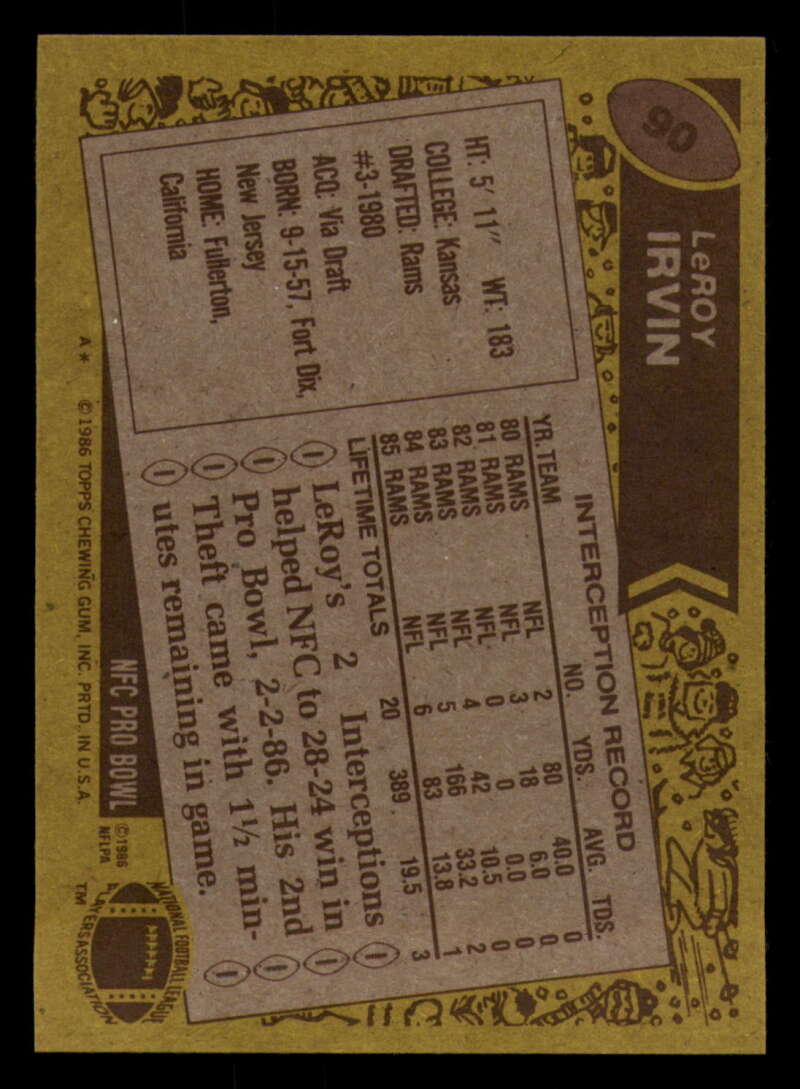 90
LeROY
IRVIN
HT: 5' 11" WT: 183
COLLEGE: Kansas
DRAFTED: Rams
#3-1980
ACQ: Via Draft
BORN: 9-15-57, Fort Dix,
New Jersey
HOME: Fullerton,
California
INTERCEPTION RECORD
YR. TEAM NO. YDS. AVG. TDS.
80 RAMS NFL 2 80 40.0 0
81 RAMS NFL 3 18 6.0 0
82 RAMS NFL 0 0 0.0 0
83 RAMS NFL 4 42 10.5 0
84 RAMS NFL 5 166 33.2 2
85 RAMS NFL 6 83 13.8 1
LIFETIME TOTALS 20 389 19.5 3
LeRoy's 2 Interceptions
helped NFC to 28-24 win in
Pro Bowl, 2-2-86. His 2nd
Theft came with 1½ min-
utes remaining in game.
NFC PRO BOWL
©1986
NFLPA
A* ©1986 TOPPS CHEWING GUM, INC. PRTD. IN U.S.A.
NATIONAL FOOTBALL LEAGUE
PLAYERS ASSOCIATION
TM